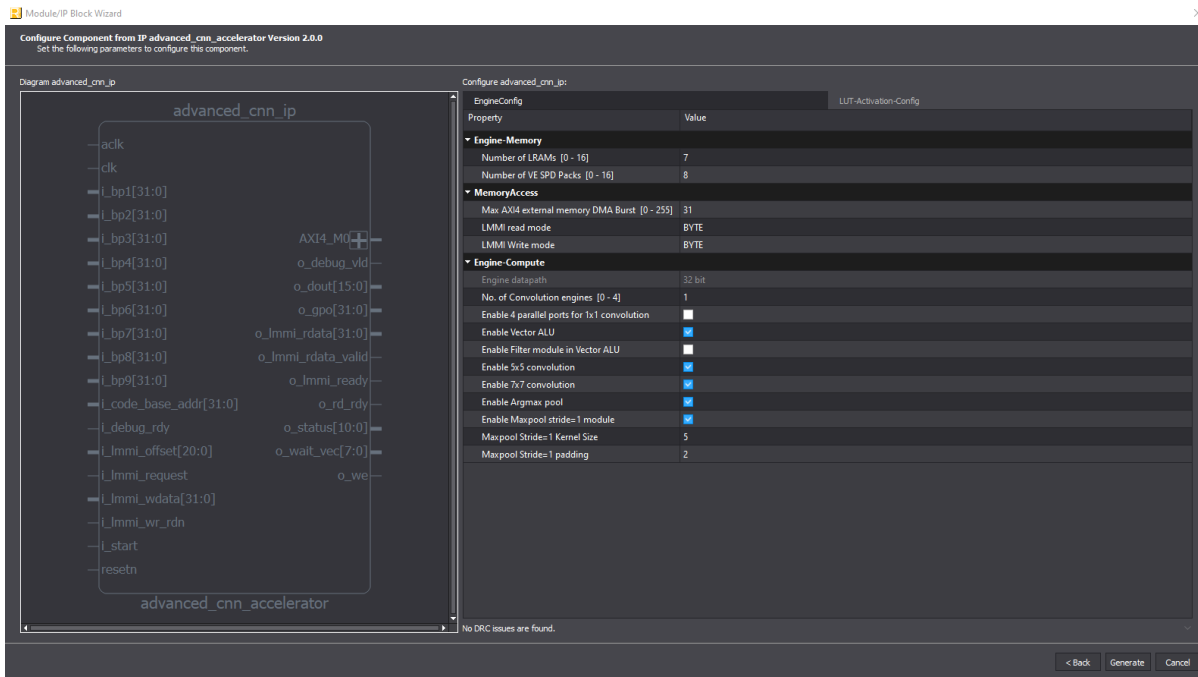 Module/IP Block Wizard
Configure Component from IP advanced_cnn_accelerator Version 2.0.0
Set the following parameters to configure this component.
Diagram advanced_cnn_ip
advanced_cnn_ip
aclk
clk
i_bp1[31:0]
i_bp2[31:0]
i_bp3[31:0]
i_bp4[31:0]
i_bp5[31:0]
i_bp6[31:0]
i_bp7[31:0]
i_bp8[31:0]
i_bp9[31:0]
i_code_base_addr[31:0]
i_debug_rdy
i_lmmi_offset[20:0]
i_lmmi_request
i_lmmi_wdata[31:0]
i_lmmi_wr_rdn
i_start
resetn
AXI4_M0
o_debug_vld
o_dout[15:0]
o_gpo[31:0]
o_lmmi_rdata[31:0]
o_lmmi_rdata_valid
o_lmmi_ready
o_rd_rdy
o_status[10:0]
o_wait_vec[7:0]
o_we
advanced_cnn_accelerator
Configure advanced_cnn_ip:
EngineConfig LUT-Activation-Config
Property Value
Engine-Memory
Number of LRAMs [0 - 16] 7
Number of VE SPD Packs [0 - 16] 8
MemoryAccess
Max AXI4 external memory DMA Burst [0 - 255] 31
LMMI read mode BYTE
LMMI Write mode BYTE
Engine-Compute
Engine datapath 32 bit
No. of Convolution engines [0 - 4] 1
Enable 4 parallel ports for 1x1 convolution
Enable Vector ALU
Enable Filter module in Vector ALU
Enable 5x5 convolution
Enable 7x7 convolution
Enable Argmax pool
Enable Maxpool stride=1 module
Maxpool Stride=1 Kernel Size 5
Maxpool Stride=1 padding 2
No DRC issues are found.
< Back Generate Cancel